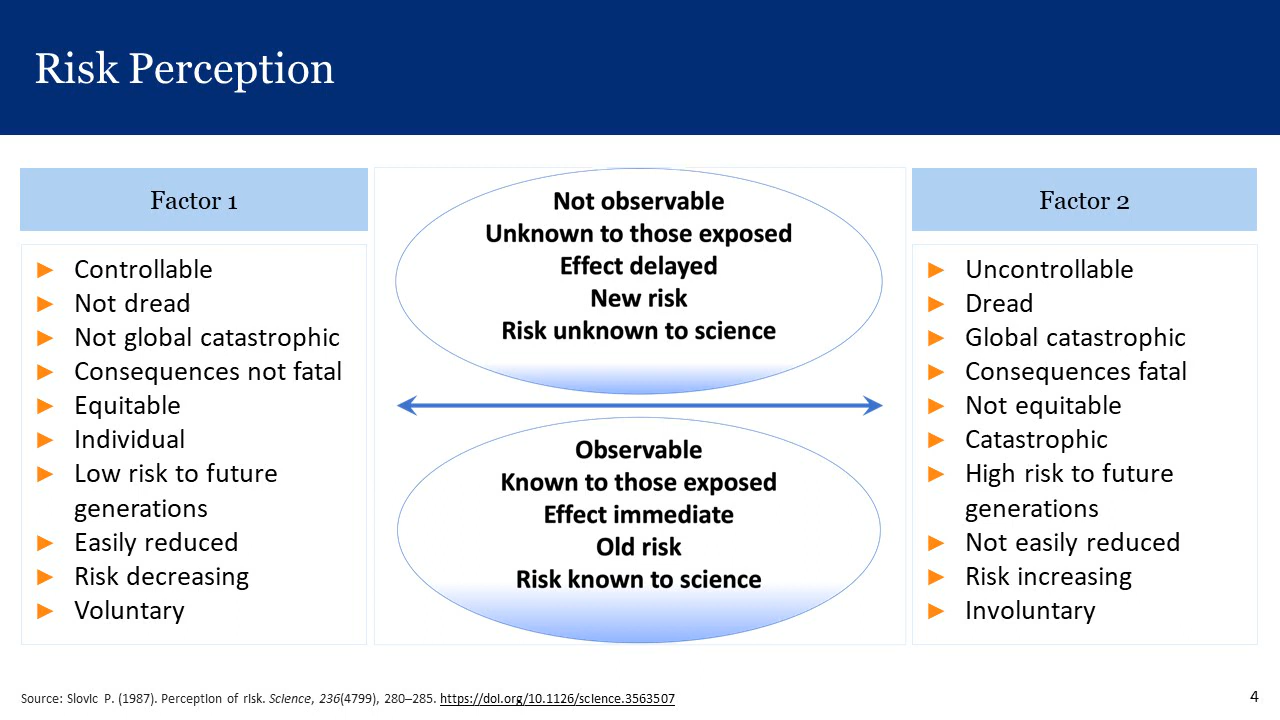 Risk Perception
Factor 1
Controllable
Not dread
Not global catastrophic
Consequences not fatal
Equitable
Individual
Low risk to future
generations
Easily reduced
Risk decreasing
Voluntary
Not observable
Unknown to those exposed
Effect delayed
New risk
Risk unknown to science
Observable
Known to those exposed
Effect immediate
Old risk
Risk known to science
Factor 2
Uncontrollable
Dread
Global catastrophic
Consequences fatal
Not equitable
Catastrophic
High risk to future
generations
Not easily reduced
Risk increasing
Involuntary
Source: Slovic P. (1987). Perception of risk. Science, 236(4799), 280–285. https://doi.org/10.1126/science.3563507
4